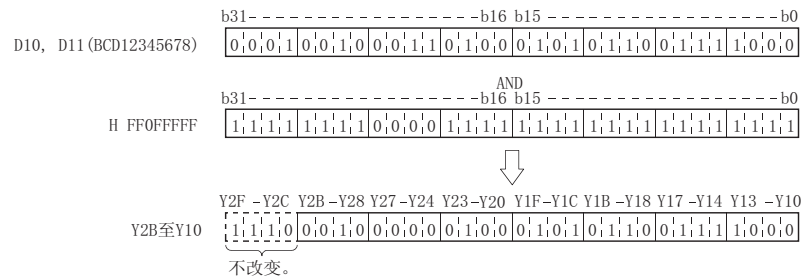 b31 b16 b15 b0
D10, D11(BCD12345678) 0 0 0 1 0 0 1 0 0 0 1 1 0 1 0 0 0 1 0 1 0 1 1 0 0 1 1 1 1 0 0 0
AND
b31 b16 b15 b0
H FF0FFFFF 1 1 1 1 1 1 1 1 0 0 0 0 1 1 1 1 1 1 1 1 1 1 1 1 1 1 1 1 1 1 1 1
Y2F -Y2C Y2B -Y28 Y27 -Y24 Y23 -Y20 Y1F -Y1C Y1B -Y18 Y17 -Y14 Y13 -Y10
Y2B至Y10 1 1 1 0 0 0 1 0 0 0 0 0 0 1 0 0 0 1 0 1 0 1 1 0 0 1 1 1 1 0 0 0
不改变。